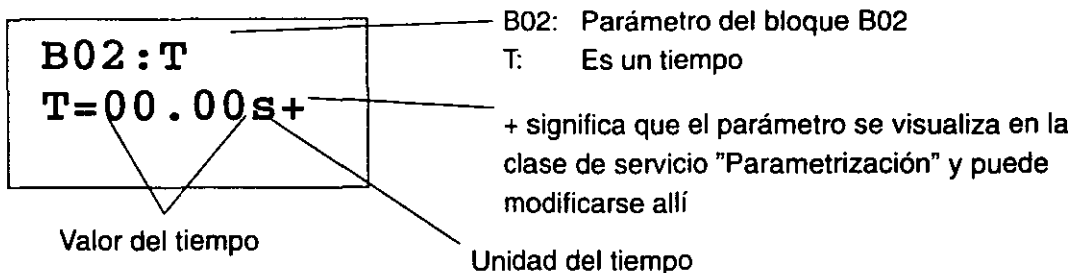 B02:T
T=00.00s+
B02: Parámetro del bloque B02
T: Es un tiempo
+ significa que el parámetro se visualiza en la
clase de servicio "Parametrización" y puede
modificarse allí
Valor del tiempo
Unidad del tiempo